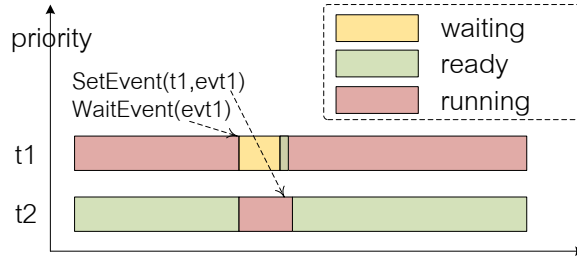 priority
waiting
ready
running
SetEvent(t1,evt1)
WaitEvent(evt1)
t1
t2